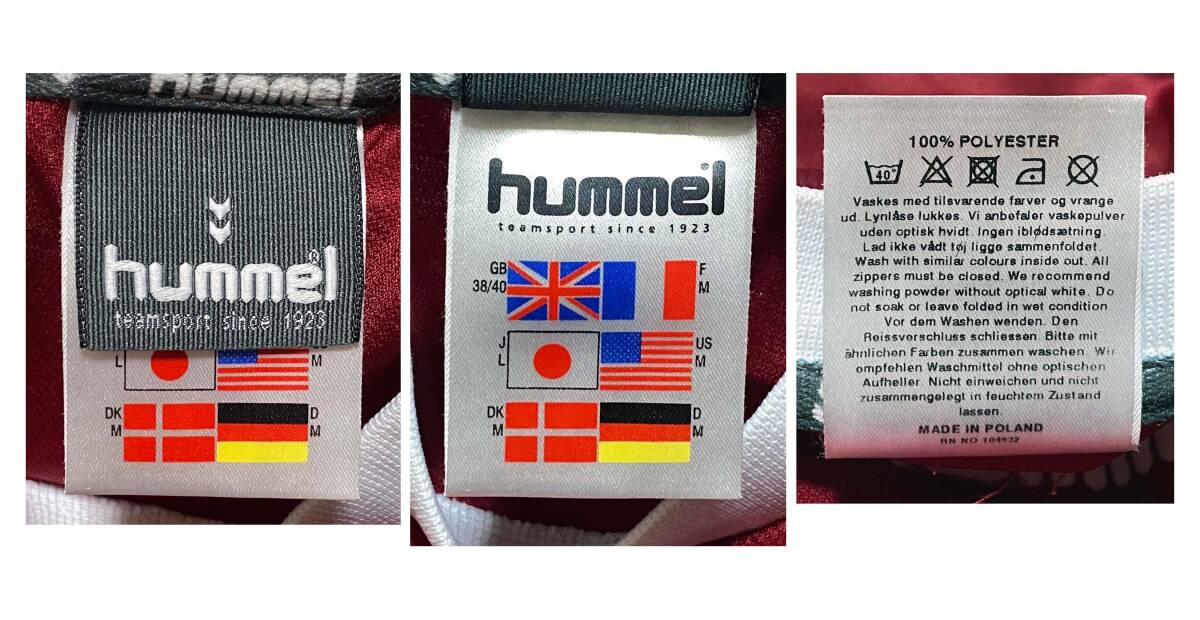 hummel
hummel®
teamsport since 1923
J
L
M
DK
M
D
M
hummel®
teamsport since 1923
GB
38/40
F
M
J
L
US
M
DK
M
D
M
100% POLYESTER
40°
Vaskes med tilsvarende farver og vrange
ud. Lynlåse lukkes. Vi anbefaler vaskepulver
uden optisk hvidt. Ingen iblødsætning.
Lad ikke vådt tøj ligge sammenfoldet.
Wash with similar colours inside out. All
zippers must be closed. We recommend
washing powder without optical white. Do
not soak or leave folded in wet condition
Vor dem Washen wenden. Den
Reissverschluss schliessen. Bitte mit
ähnlichen Farben zusammen waschen. Wir
empfehlen Waschmittel ohne optischen
Aufheller. Nicht einweichen und nicht
zusammengelegt in feuchtem Zustand
lassen.
MADE IN POLAND
RN NO 104932